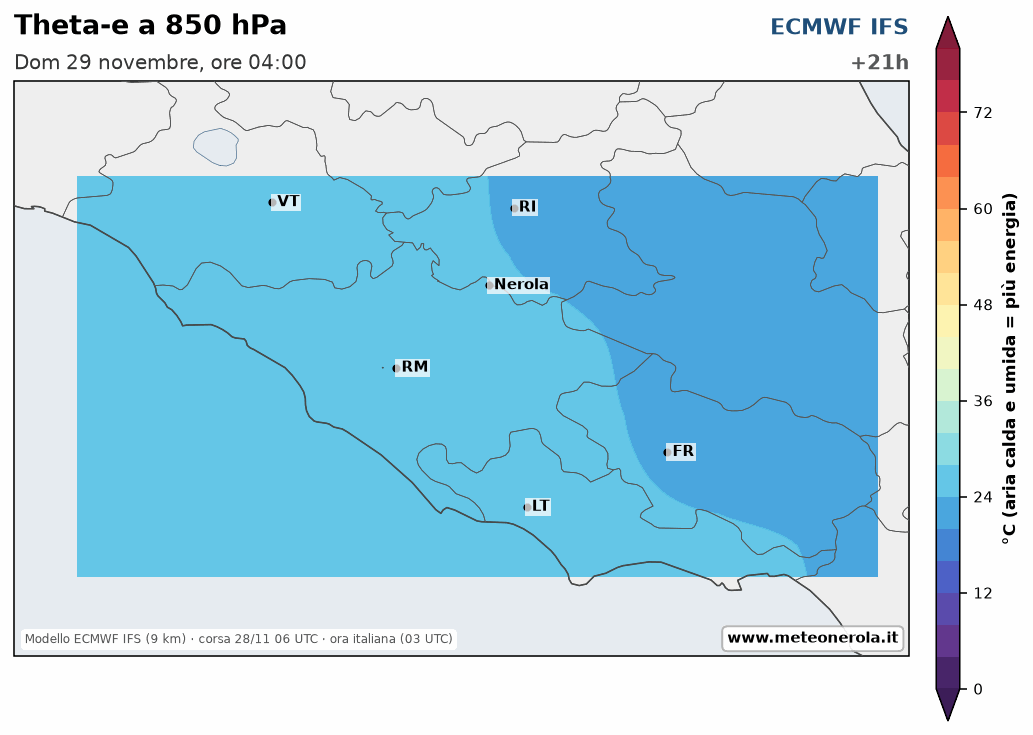 Theta-e a 850 hPa
ECMWF IFS
Dom 29 novembre, ore 04:00
+21h
VT
RI
Nerola
RM
FR
LT
72
60
48
36
24
12
0
°C (aria calda e umida = più energia)
Modello ECMWF IFS (9 km) · corsa 28/11 06 UTC · ora italiana (03 UTC)
www.meteonerola.it